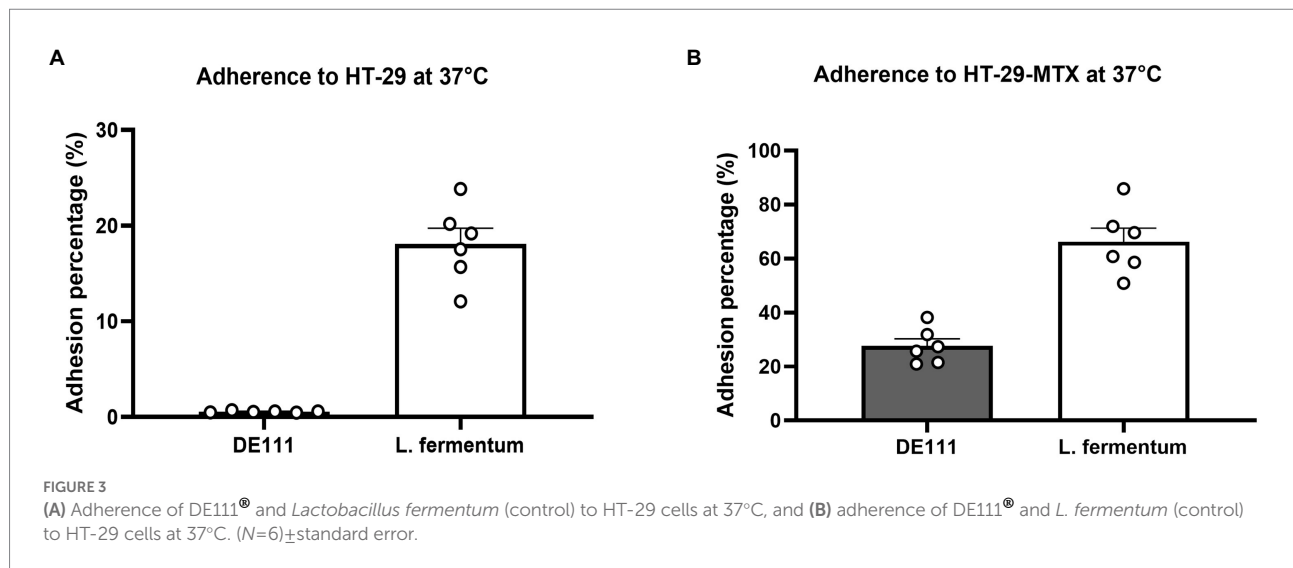 A
Adherence to HT-29 at 37°C
Adhesion percentage (%)
30
20
10
0
DE111
L. fermentum
B
Adherence to HT-29-MTX at 37°C
Adhesion percentage (%)
100
80
60
40
20
0
DE111
L. fermentum
FIGURE 3
(A) Adherence of DE111® and Lactobacillus fermentum (control) to HT-29 cells at 37°C, and (B) adherence of DE111® and L. fermentum (control)
to HT-29 cells at 37°C. (N=6)±standard error.